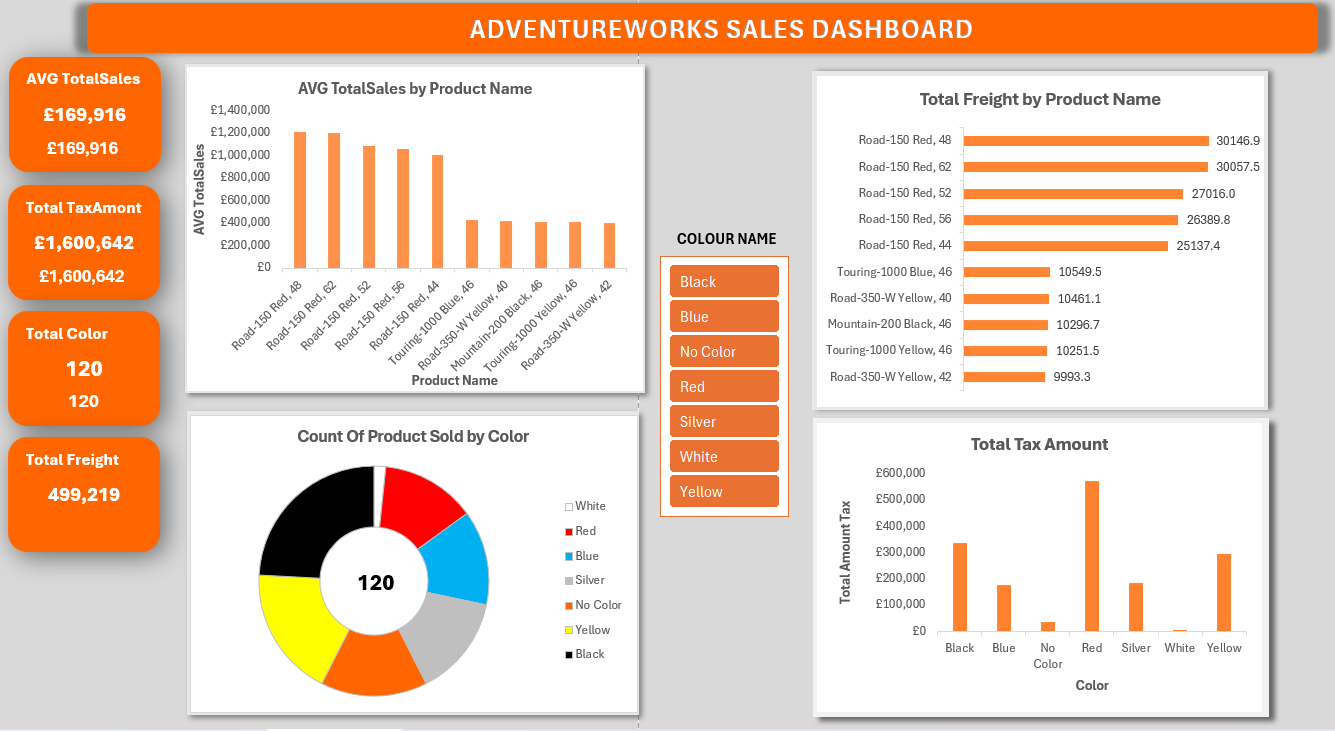 ADVENTUREWORKS SALES DASHBOARD
AVG TotalSales
£169,916
£169,916
Total TaxAmont
£1,600,642
£1,600,642
Total Color
120
120
Total Freight
499,219
AVG TotalSales by Product Name
AVG TotalSales
£1,400,000
£1,200,000
£1,000,000
£800,000
£600,000
£400,000
£200,000
£0
Road-150 Red, 48
Road-150 Red, 62
Road-150 Red, 52
Road-150 Red, 56
Road-150 Red, 44
Touring-1000 Blue, 46
Road-350-W Yellow, 40
Mountain-200 Black, 46
Touring-1000 Yellow, 46
Road-350-W Yellow, 42
Product Name
Count Of Product Sold by Color
120
White
Red
Blue
Silver
No Color
Yellow
Black
COLOUR NAME
Black
Blue
No Color
Red
Silver
White
Yellow
Total Freight by Product Name
Road-150 Red, 48 30146.9
Road-150 Red, 62 30057.5
Road-150 Red, 52 27016.0
Road-150 Red, 56 26389.8
Road-150 Red, 44 25137.4
Touring-1000 Blue, 46 10549.5
Road-350-W Yellow, 40 10461.1
Mountain-200 Black, 46 10296.7
Touring-1000 Yellow, 46 10251.5
Road-350-W Yellow, 42 9993.3
Total Tax Amount
Total Amount Tax
£600,000
£500,000
£400,000
£300,000
£200,000
£100,000
£0
Black
Blue
No
Color
Red
Silver
White
Yellow
Color